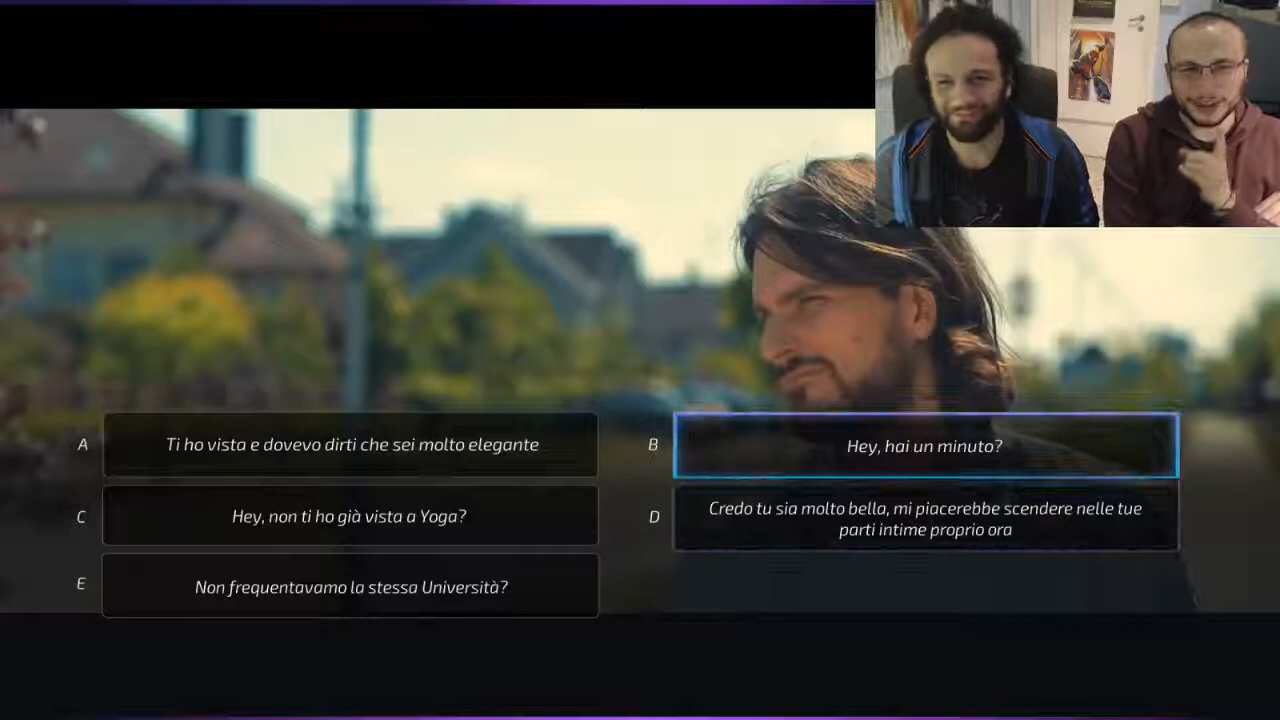 A
Ti ho vista e dovevo dirti che sei molto elegante
B
Hey, hai un minuto?
C
Hey, non ti ho già vista a Yoga?
D
Credo tu sia molto bella, mi piacerebbe scendere nelle tue
parti intime proprio ora
E
Non frequentavamo la stessa Università?